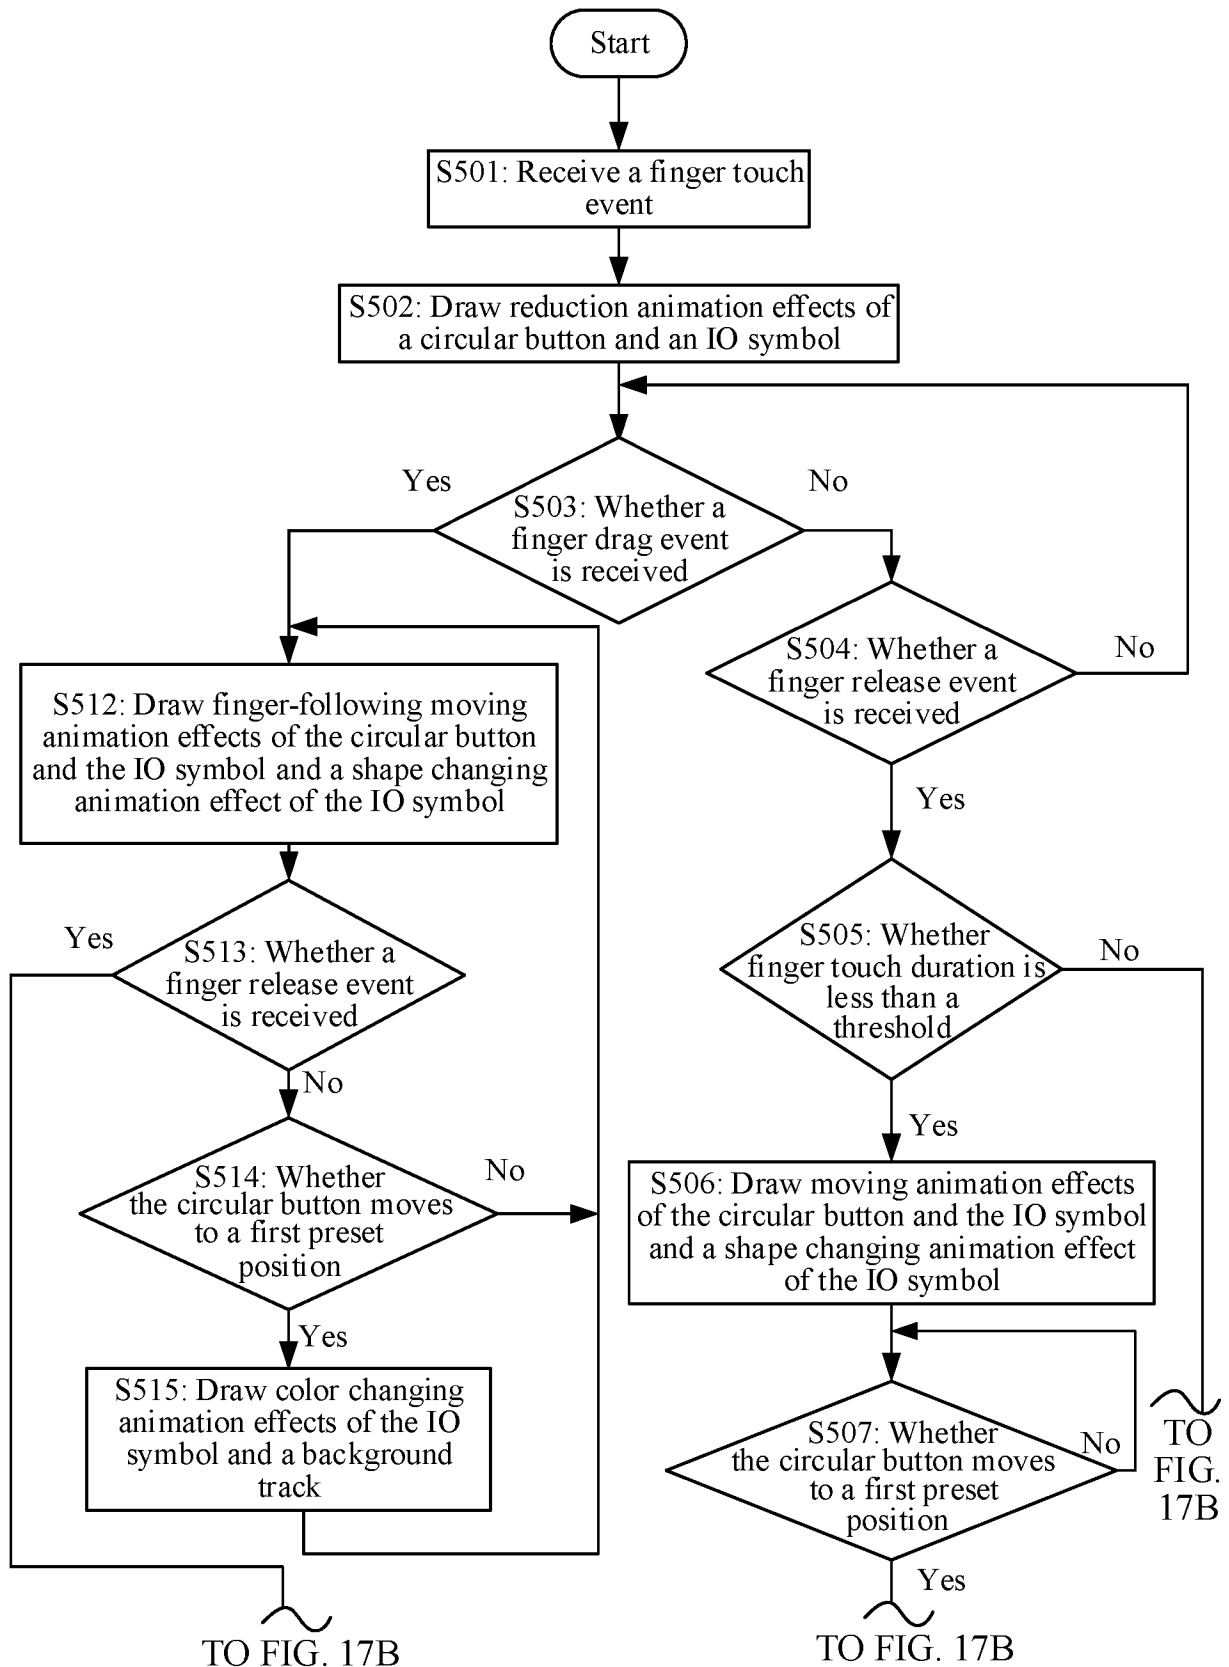 Start
S501: Receive a finger touch
event
S502: Draw reduction animation effects of
a circular button and an IO symbol
Yes
No
S503: Whether a
finger drag event
is received
S504: Whether a
finger release event
is received
No
Yes
S512: Draw finger-following moving
animation effects of the circular button
and the IO symbol and a shape changing
animation effect of the IO symbol
Yes
S513: Whether a
finger release event
is received
No
S505: Whether
finger touch duration is
less than a
threshold
No
Yes
S514: Whether
the circular button moves
to a first preset
position
No
Yes
S506: Draw moving animation effects
of the circular button and the IO symbol
and a shape changing animation effect
of the IO symbol
S515: Draw color changing
animation effects of the IO
symbol and a background
track
S507: Whether
the circular button moves
to a first preset
position
No
Yes
TO
FIG.
17B
TO FIG. 17B
TO FIG. 17B